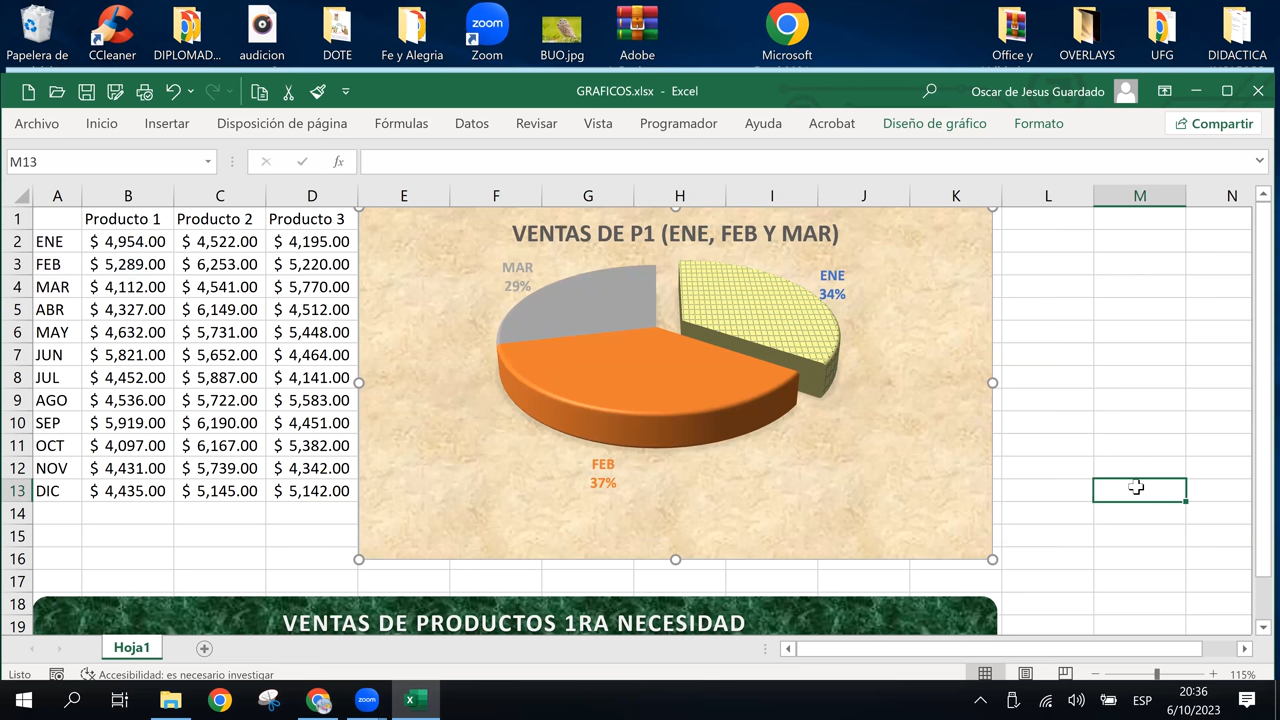 Papelera de
CCleaner
DIPLOMAD...
audicion
DOTE
Fe y Alegria
Zoom
BUO.jpg
Adobe
Microsoft
Office y
OVERLAYS
UFG
DIDACTICA
zoom
GRAFICOS.xlsx - Excel
Oscar de Jesus Guardado
Archivo Inicio Insertar Disposición de página Fórmulas Datos Revisar Vista Programador Ayuda Acrobat Diseño de gráfico Formato Compartir
M13 fx
A B C D E F G H I J K L M N
1 Producto 1 Producto 2 Producto 3
2 ENE $ 4,954.00 $ 4,522.00 $ 4,195.00
3 FEB $ 5,289.00 $ 6,253.00 $ 5,220.00
4 MAR $ 4,112.00 $ 4,541.00 $ 5,770.00
5 ABR $ 4,327.00 $ 6,149.00 $ 4,512.00
6 MAY $ 4,632.00 $ 5,731.00 $ 5,448.00
7 JUN $ 5,821.00 $ 5,652.00 $ 4,464.00
8 JUL $ 4,452.00 $ 5,887.00 $ 4,141.00
9 AGO $ 4,536.00 $ 5,722.00 $ 5,583.00
10 SEP $ 5,919.00 $ 6,190.00 $ 4,451.00
11 OCT $ 4,097.00 $ 6,167.00 $ 5,382.00
12 NOV $ 4,431.00 $ 5,739.00 $ 4,342.00
13 DIC $ 4,435.00 $ 5,145.00 $ 5,142.00
14
15
16
17
18
19
VENTAS DE P1 (ENE, FEB Y MAR)
MAR
29%
ENE
34%
FEB
37%
VENTAS DE PRODUCTOS 1RA NECESIDAD
Hoja1
Listo Accesibilidad: es necesario investigar 115%
zoom
ESP
20:36
6/10/2023